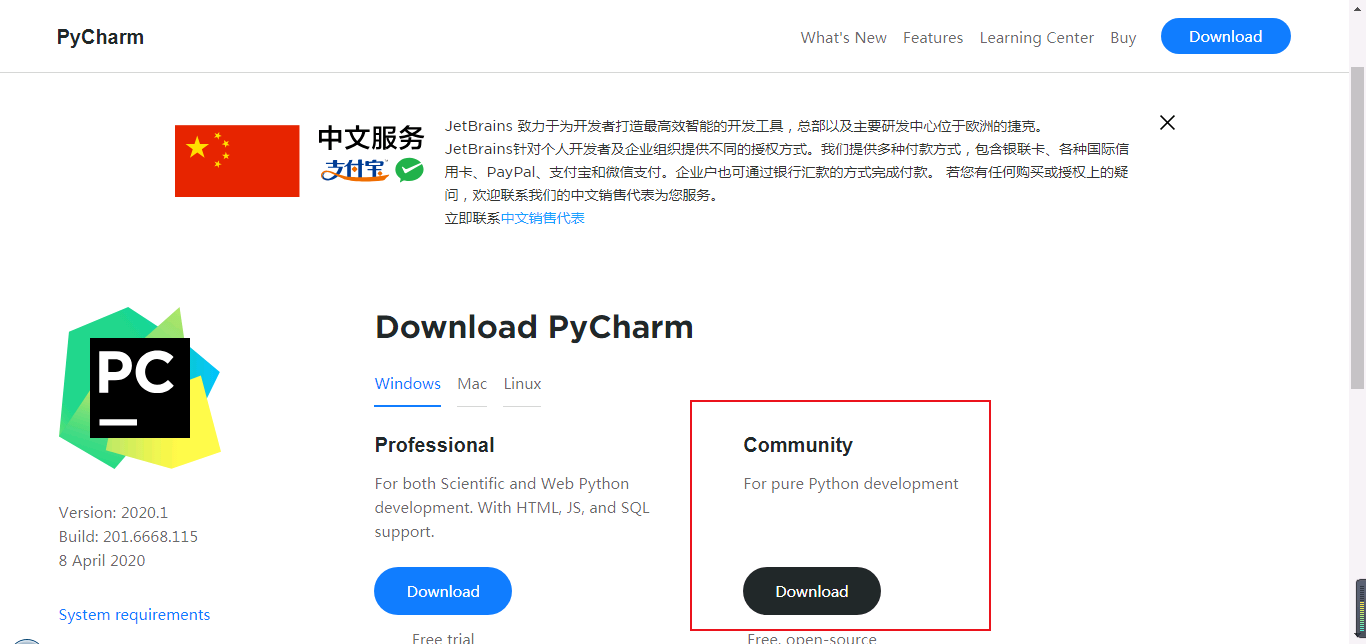 PyCharm
What's New Features Learning Center Buy Download
中文服务
支付宝
JetBrains 致力于为开发者打造最高效智能的开发工具，总部以及主要研发中心位于欧洲的捷克。
JetBrains针对个人开发者及企业组织提供不同的授权方式。我们提供多种付款方式，包含银联卡、各种国际信
用卡、PayPal、支付宝和微信支付。企业户也可通过银行汇款的方式完成付款。 若您有任何购买或授权上的疑
问，欢迎联系我们的中文销售代表为您服务。
立即联系中文销售代表
PC
Version: 2020.1
Build: 201.6668.115
8 April 2020
System requirements
Download PyCharm
Windows Mac Linux
Professional
For both Scientific and Web Python
development. With HTML, JS, and SQL
support.
Download
Free trial
Community
For pure Python development
Download
Free, open-source